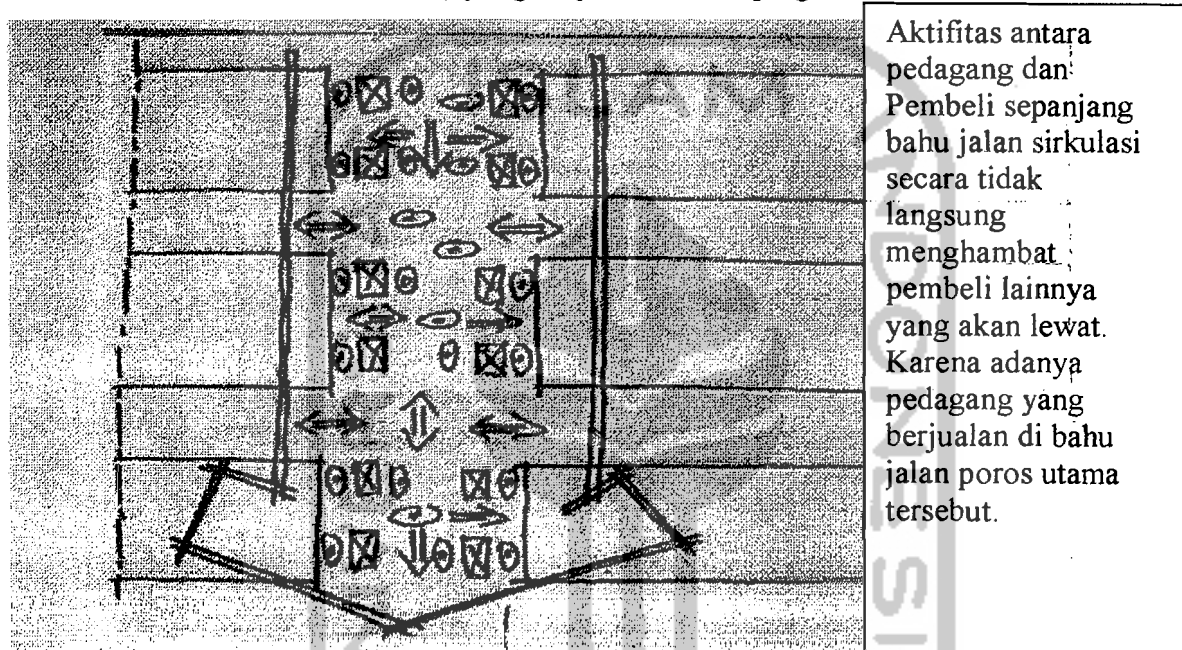 Aktifitas antara
pedagang dan
Pembeli sepanjang
bahu jalan sirkulasi
secara tidak
langsung
menghambat
pembeli lainnya
yang akan lewat.
Karena adanya
pedagang yang
berjualan di bahu
jalan poros utama
tersebut.